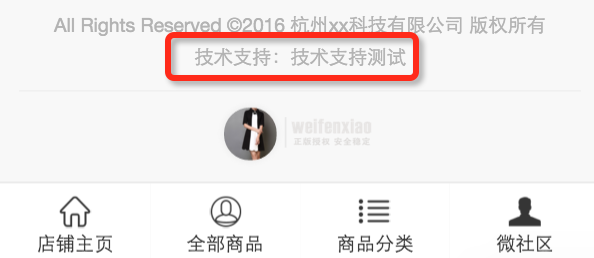 All Rights Reserved ©2016 杭州xx科技有限公司 版权所有
技术支持：技术支持测试
weifenxiao
正版授权 安全稳定
店铺主页 全部商品 商品分类 微社区